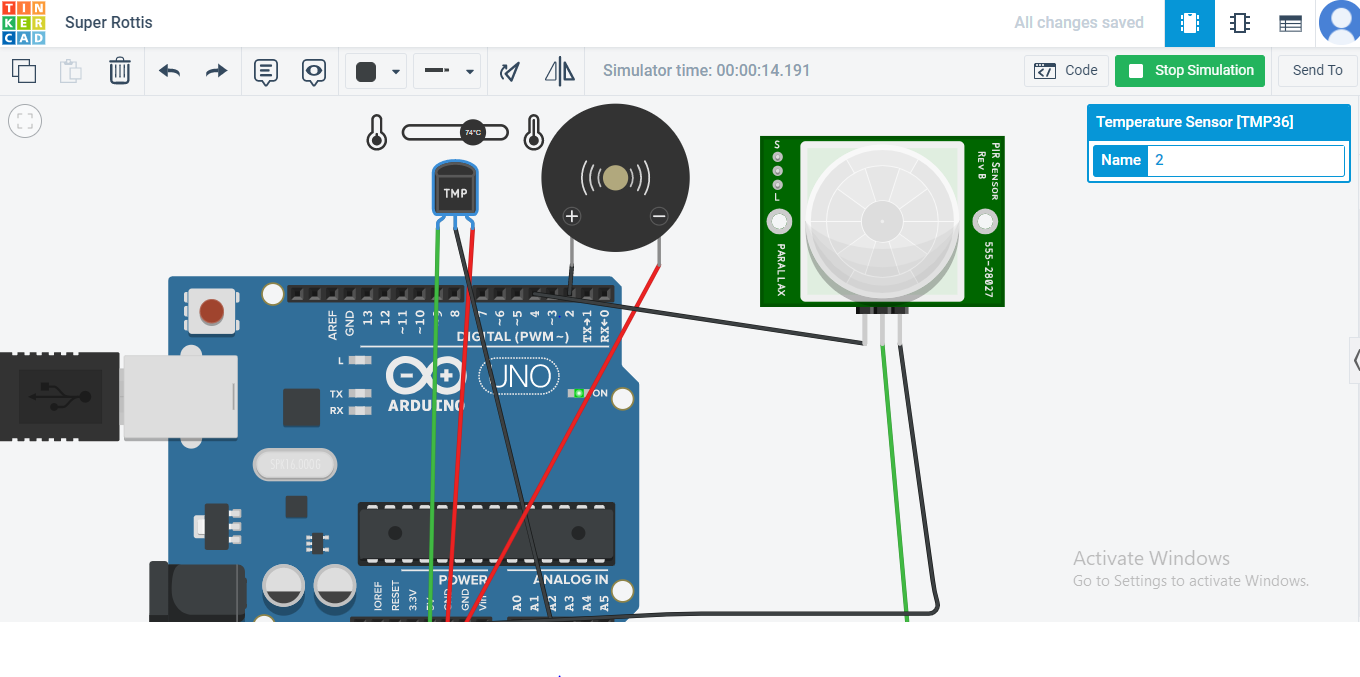 TIN
KER
CAD
Super Rottis
All changes saved
Simulator time: 00:00:14.191
Code
Stop Simulation
Send To
Temperature Sensor [TMP36]
Name
2
74°C
TMP
+
−
S
L
PIR SENSOR
REV B
PARALLAX
555-28027
AREF
GND
13
12
~11
~10
9
8
7
~6
~5
4
~3
2
TX→1
RX←0
DIGITAL (PWM~)
L
TX
RX
UNO
ARDUINO
ON
POWER
ANALOG IN
IOREF
RESET
3.3V
5V
GND
GND
Vin
A0
A1
A2
A3
A4
A5
Activate Windows
Go to Settings to activate Windows.